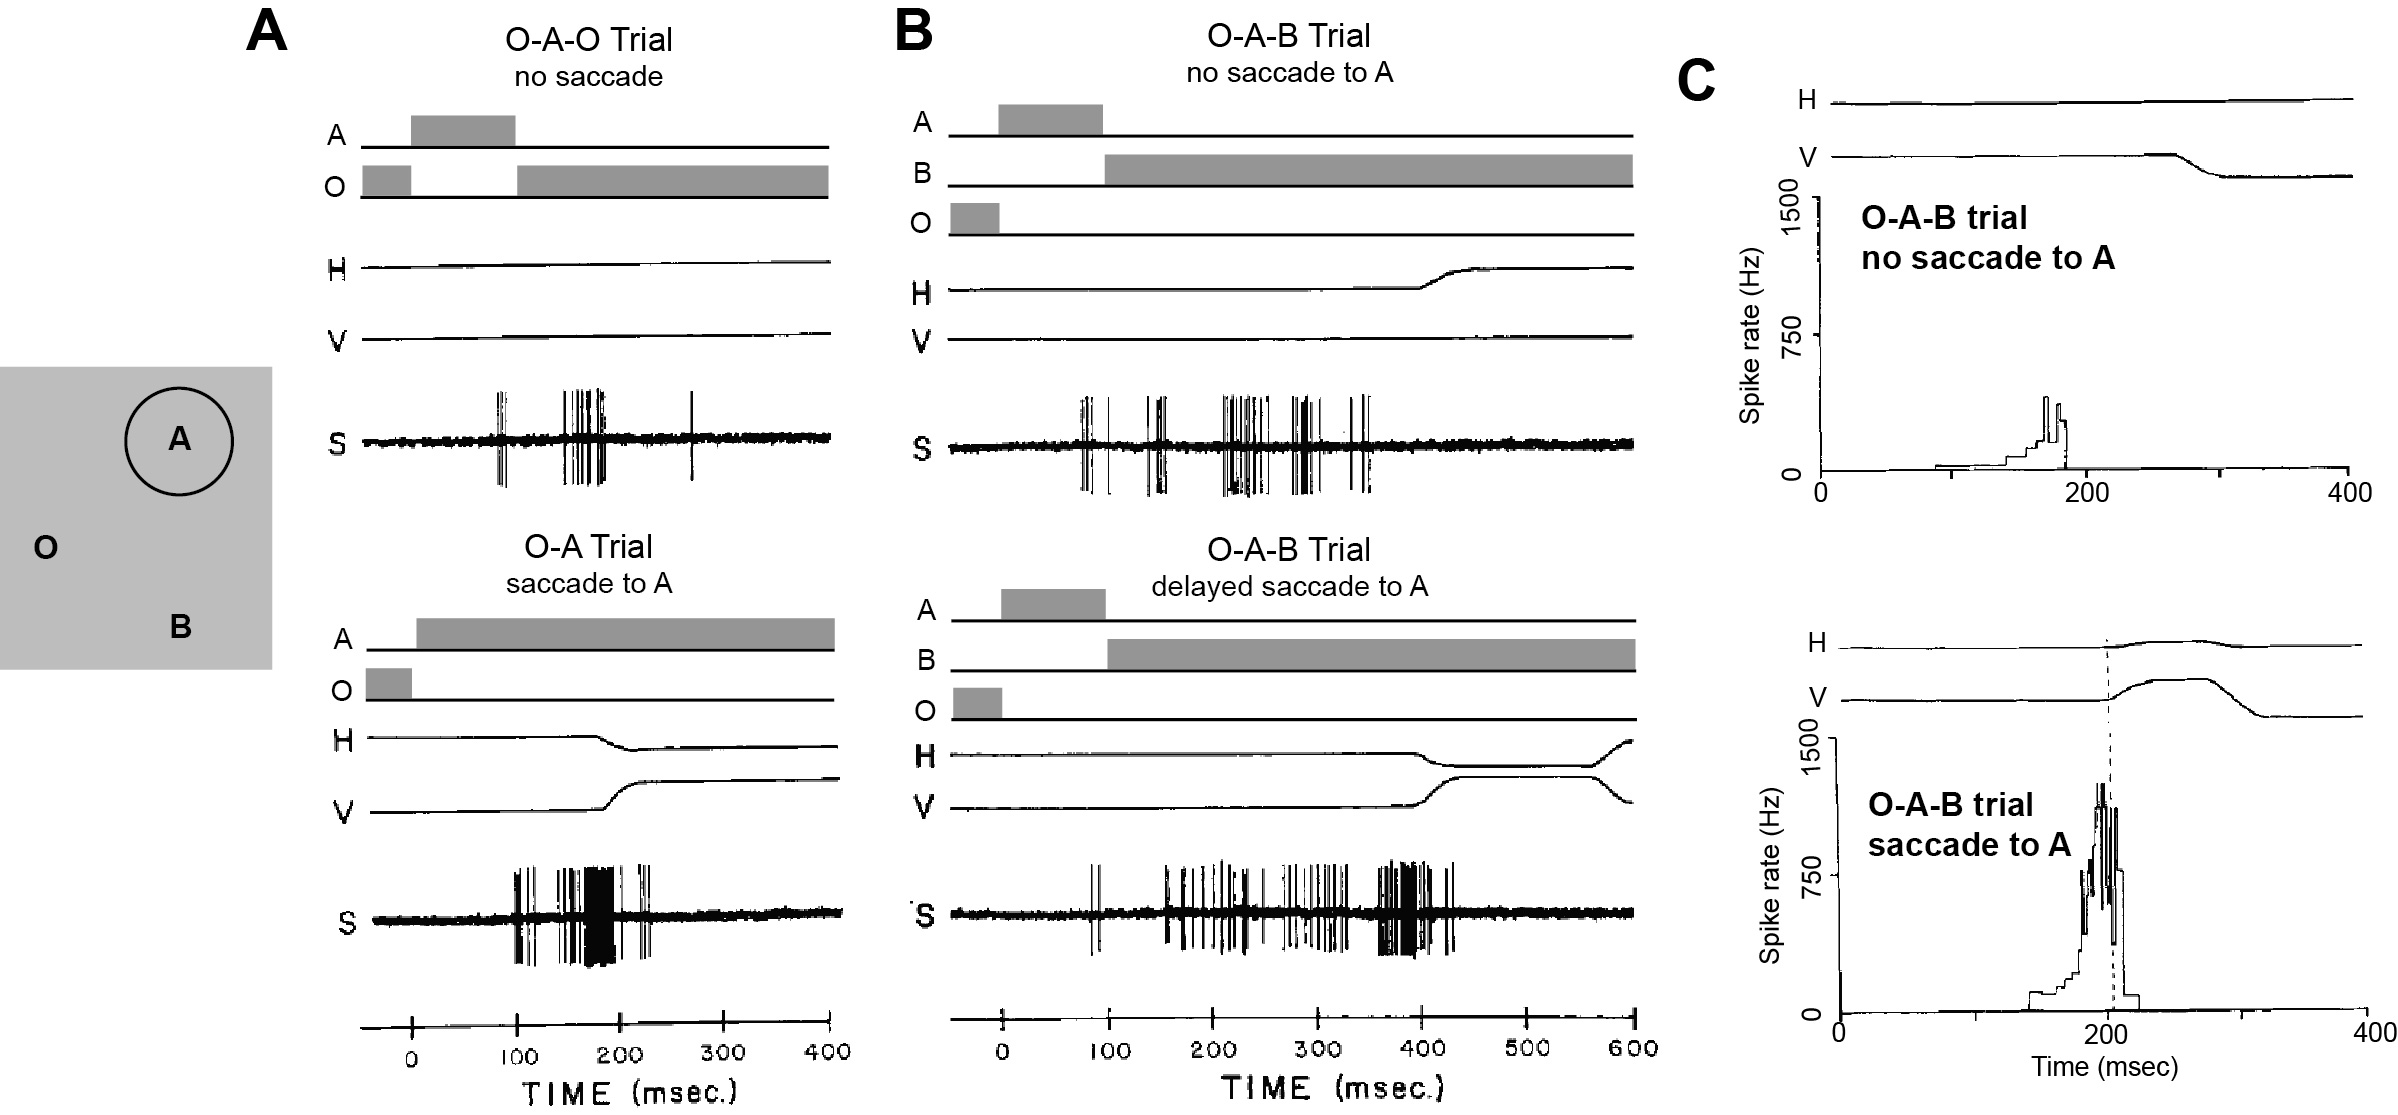 A
O-A-O Trial
no saccade
A
O
H
V
S
O-A Trial
saccade to A
A
O
H
V
S
0 100 200 300 400
TIME (msec.)
A
O
B
B
O-A-B Trial
no saccade to A
A
B
O
H
V
S
O-A-B Trial
delayed saccade to A
A
B
O
H
V
S
0 100 200 300 400 500 600
TIME (msec.)
C
H
V
O-A-B trial
no saccade to A
Spike rate (Hz)
1500
750
0
0 200 400
H
V
O-A-B trial
saccade to A
Spike rate (Hz)
1500
750
0
0 200 400
Time (msec)